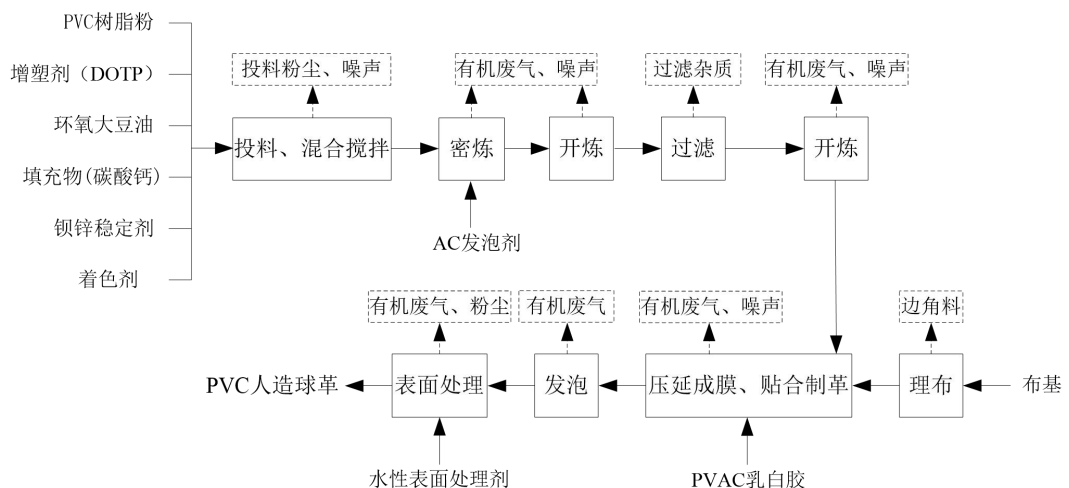 PVC树脂粉
增塑剂（DOTP）
环氧大豆油
填充物(碳酸钙)
钡锌稳定剂
着色剂
投料粉尘、噪声
有机废气、噪声
过滤杂质
有机废气、噪声
投料、混合搅拌
密炼
开炼
过滤
开炼
AC发泡剂
有机废气、粉尘
有机废气
有机废气、噪声
边角料
PVC人造球革
表面处理
发泡
压延成膜、贴合制革
理布
布基
水性表面处理剂
PVAC乳白胶